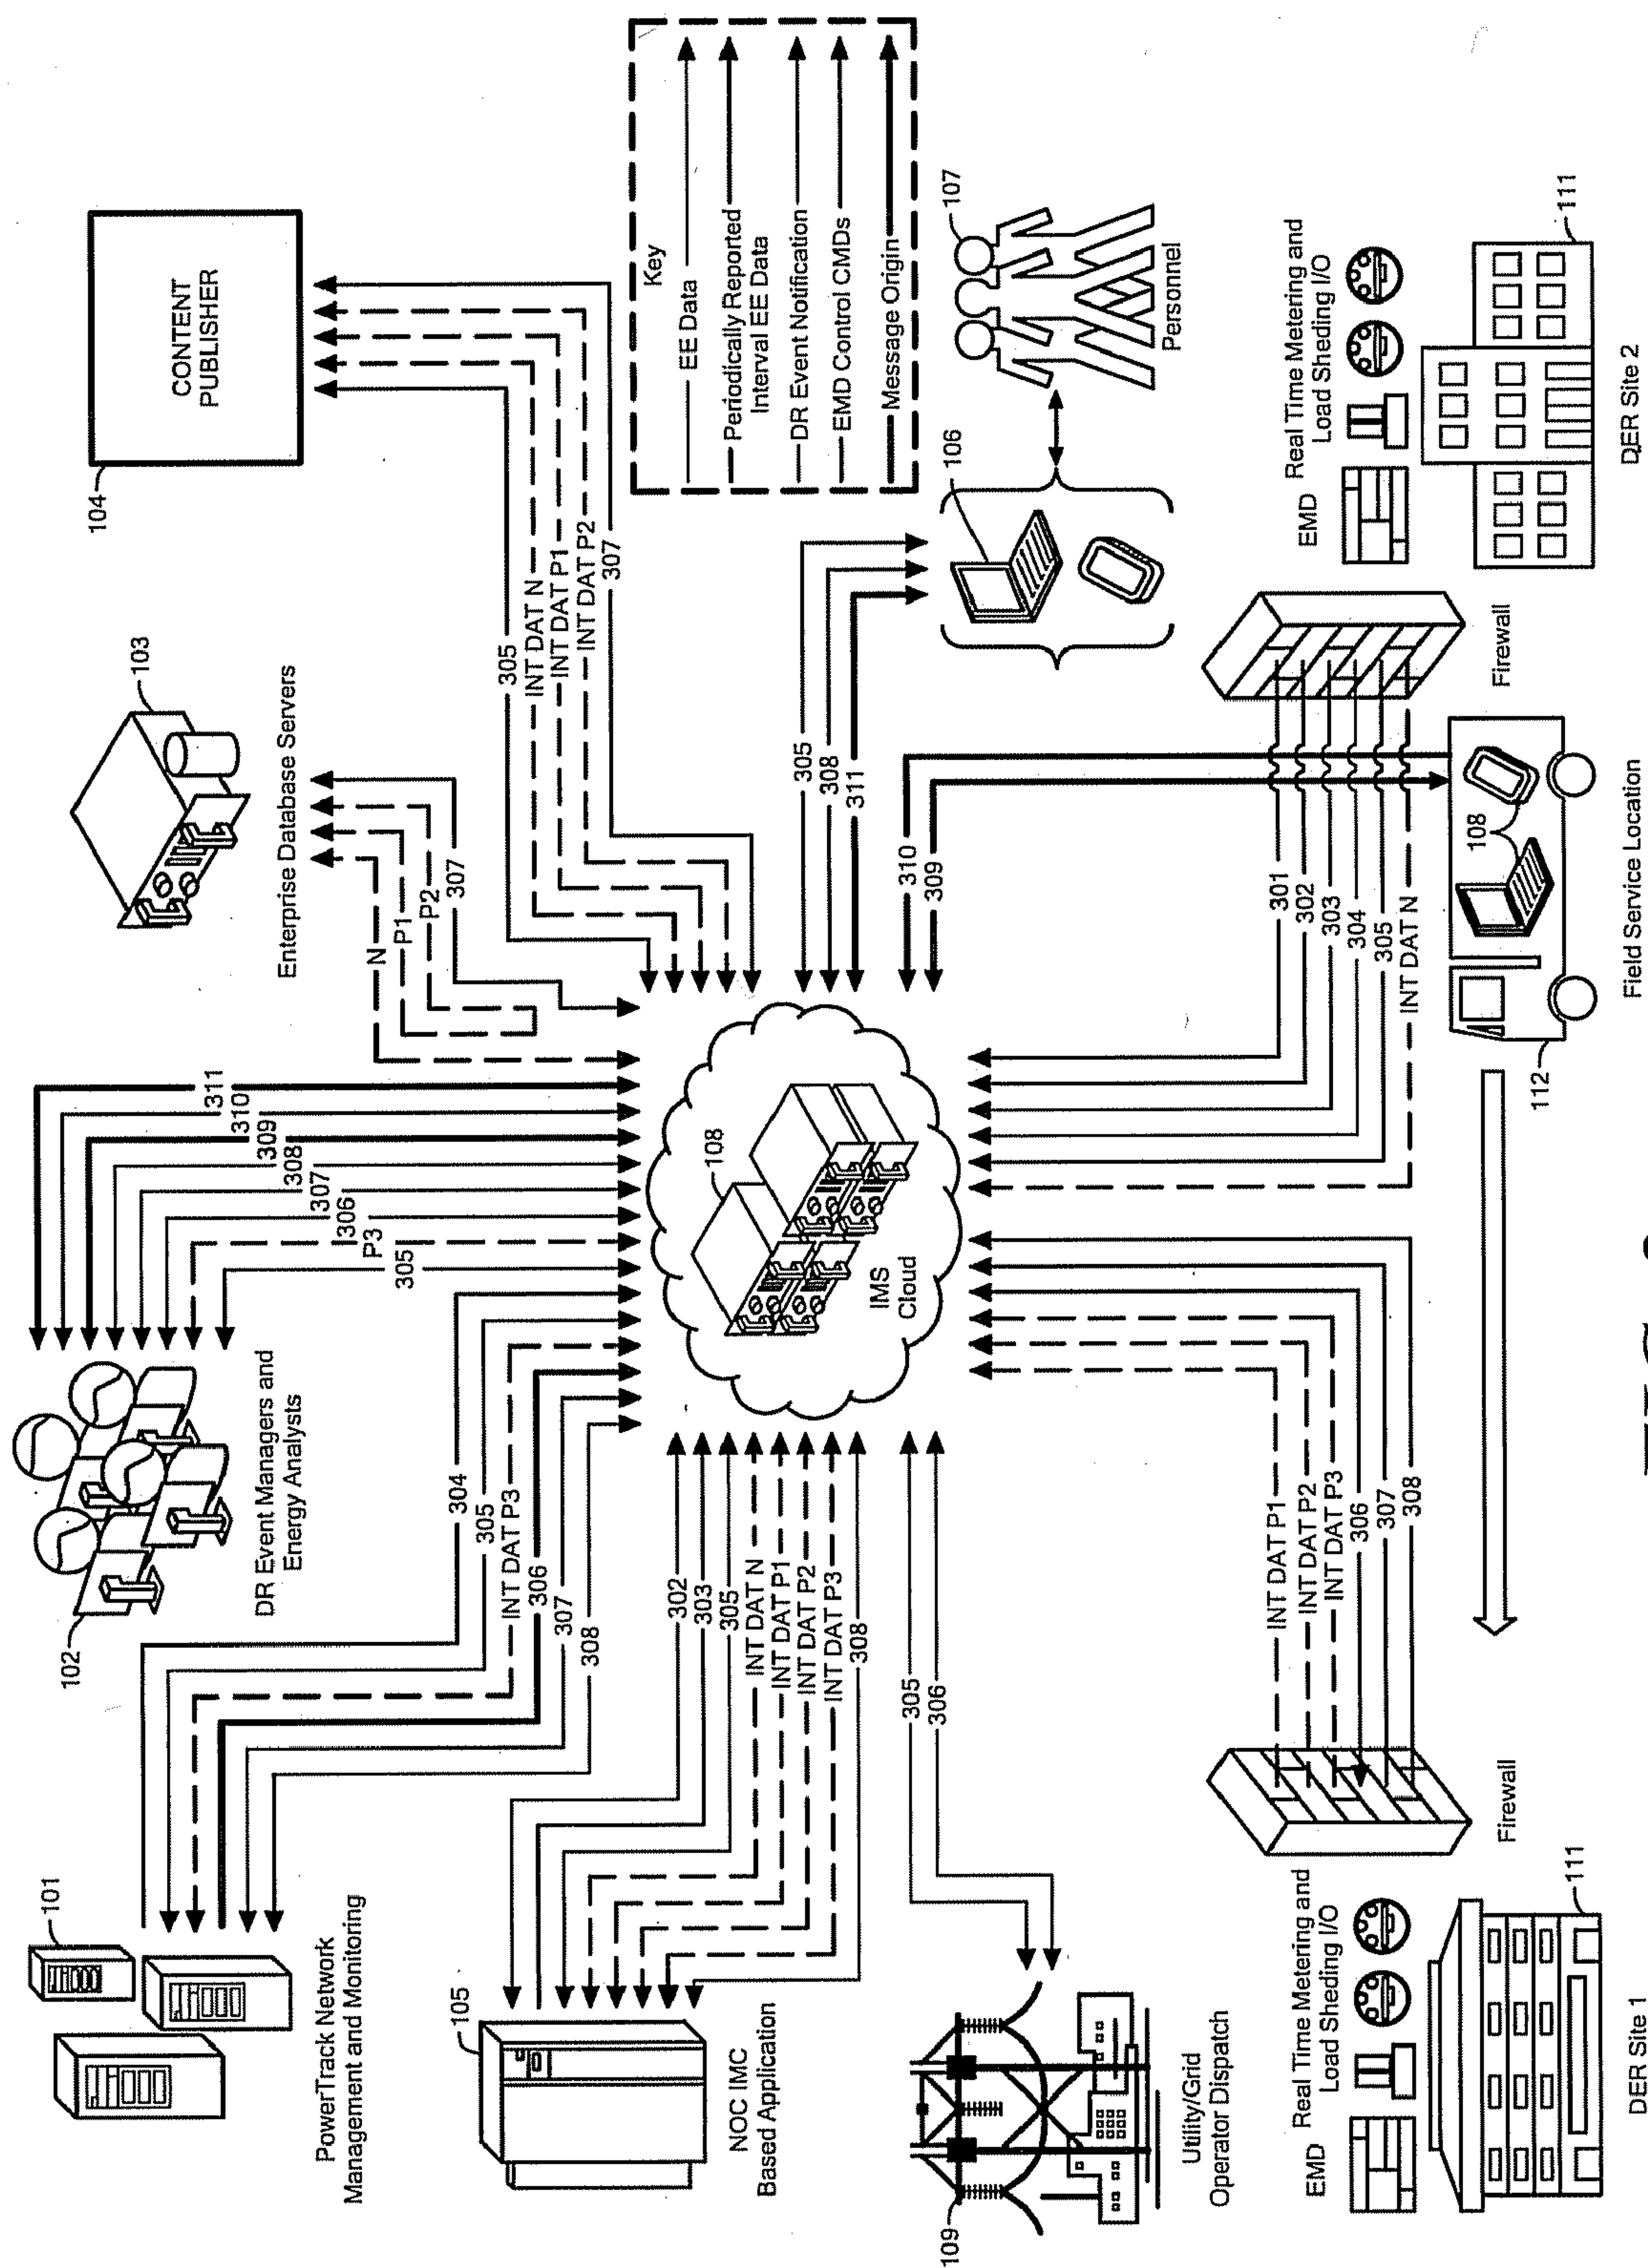 101
PowerTrack Network
Management and Monitoring
102
DR Event Managers and
Energy Analysts
103
Enterprise Database Servers
104
CONTENT
PUBLISHER
304
305
INT DAT P3
306
307
308
311
310
309
308
307
306
P3
305
N
P1
P2
307
305
INT DAT N
INT DAT P1
INT DAT P2
307
Key
EE Data
Periodically Reported
Interval EE Data
DR Event Notification
EMD Control CMDs
Message Origin
105
NOC IMC
Based Application
302
303
305
INT DAT N
INT DAT P1
INT DAT P2
INT DAT P3
308
108
IMS
Cloud
305
308
311
106
107
Personnel
109
Utility/Grid
Operator Dispatch
305
306
310
309
INT DAT P1
INT DAT P2
INT DAT P3
306
307
308
301
302
303
304
305
INT DAT N
EMD
Real Time Metering and
Load Sheding I/O
111
DER Site 1
Firewall
112
108
Field Service Location
Firewall
EMD
Real Time Metering and
Load Sheding I/O
111
DER Site 2